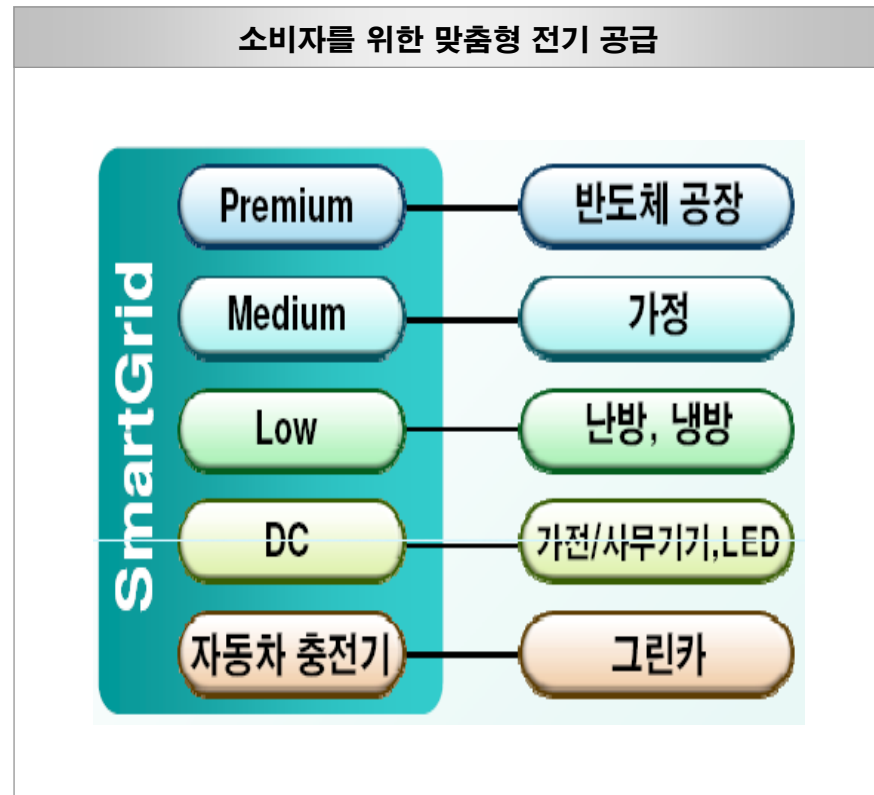 소비자를 위한 맞춤형 전기 공급
SmartGrid
Premium
반도체 공장
Medium
가정
Low
난방, 냉방
DC
가전/사무기기,LED
자동차 충전기
그린카